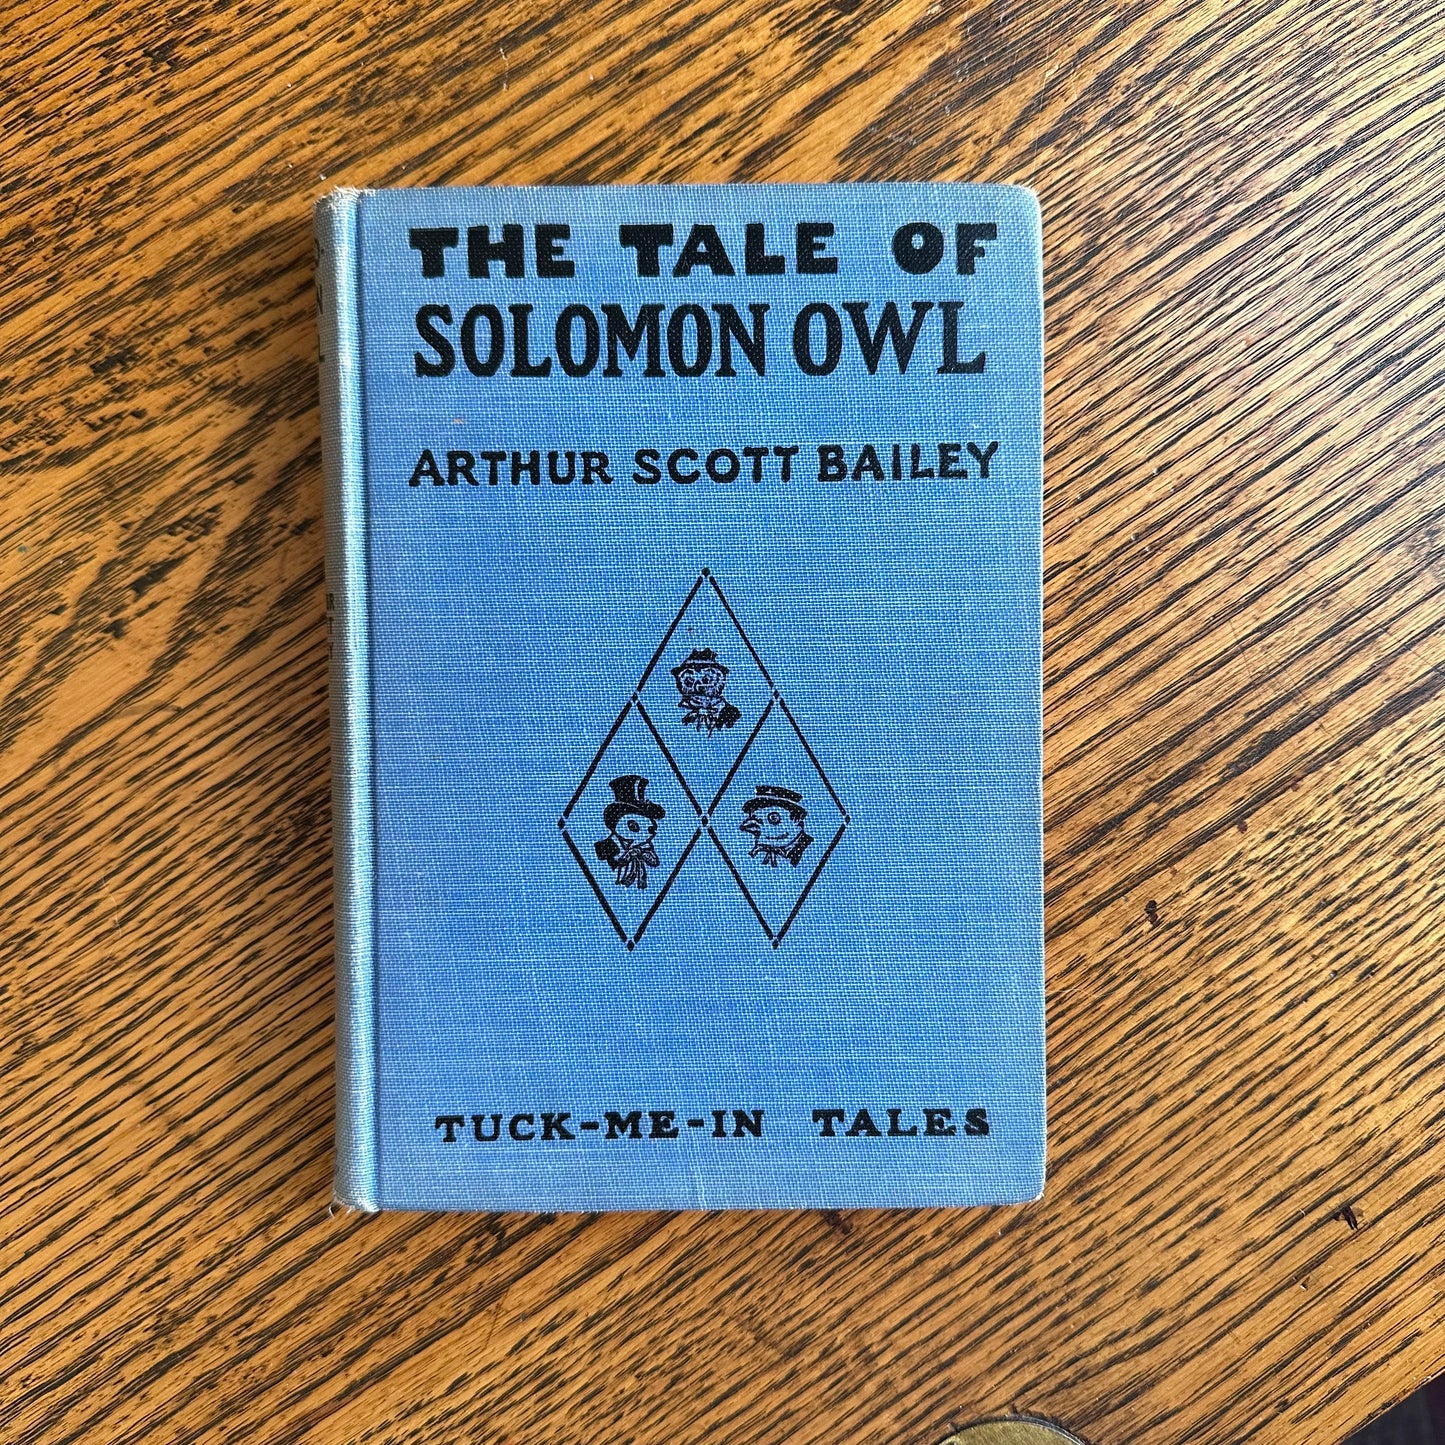 THE TALE OF
SOLOMON OWL
ARTHUR SCOTT BAILEY
TUCK-ME-IN TALES